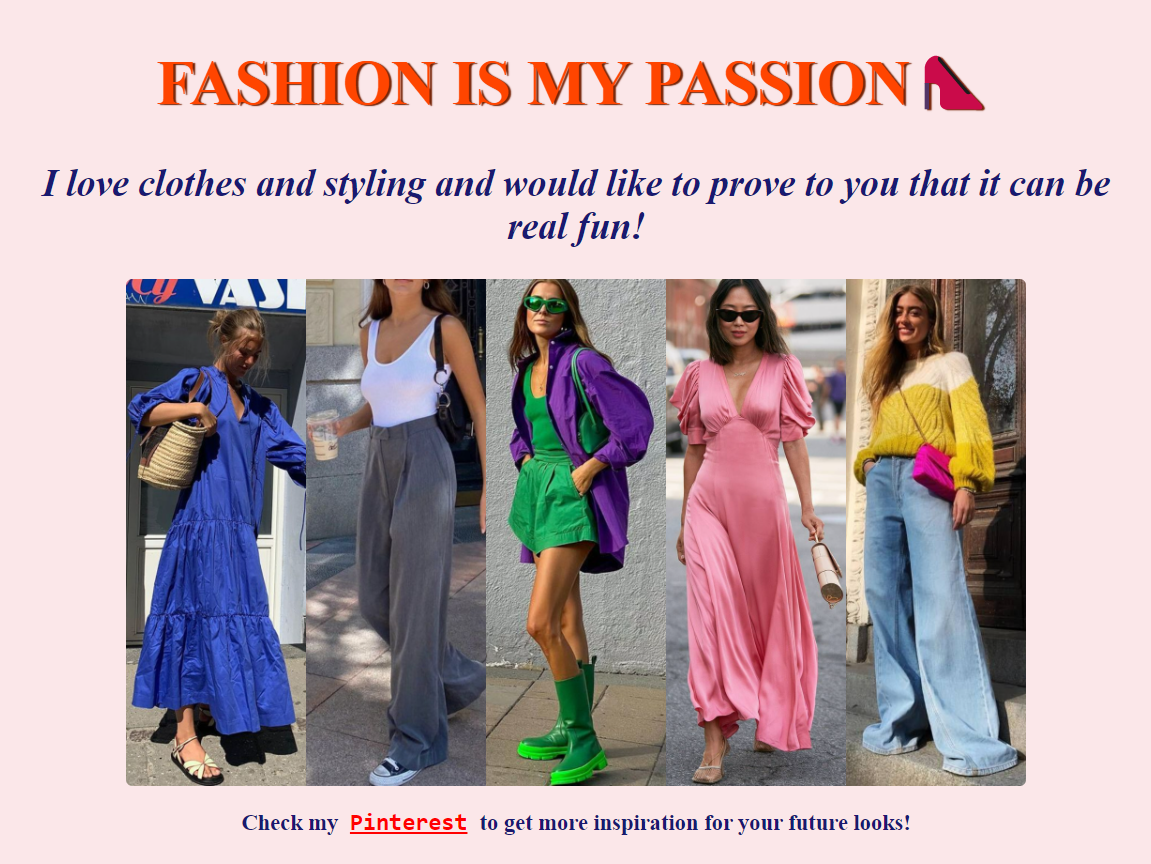 FASHION IS MY PASSION👠
I love clothes and styling and would like to prove to you that it can be
real fun!
Check my Pinterest to get more inspiration for your future looks!